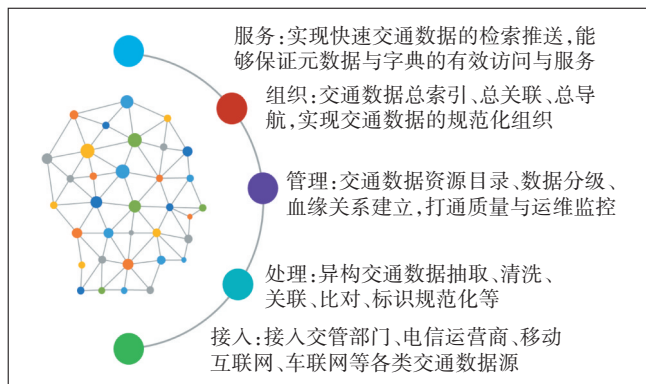 服务:实现快速交通数据的检索推送,能
够保证元数据与字典的有效访问与服务
组织:交通数据总索引、总关联、总导
航,实现交通数据的规范化组织
管理:交通数据资源目录、数据分级、
血缘关系建立,打通质量与运维监控
处理:异构交通数据抽取、清洗、
关联、比对、标识规范化等
接入:接入交管部门、电信运营商、移动
互联网、车联网等各类交通数据源